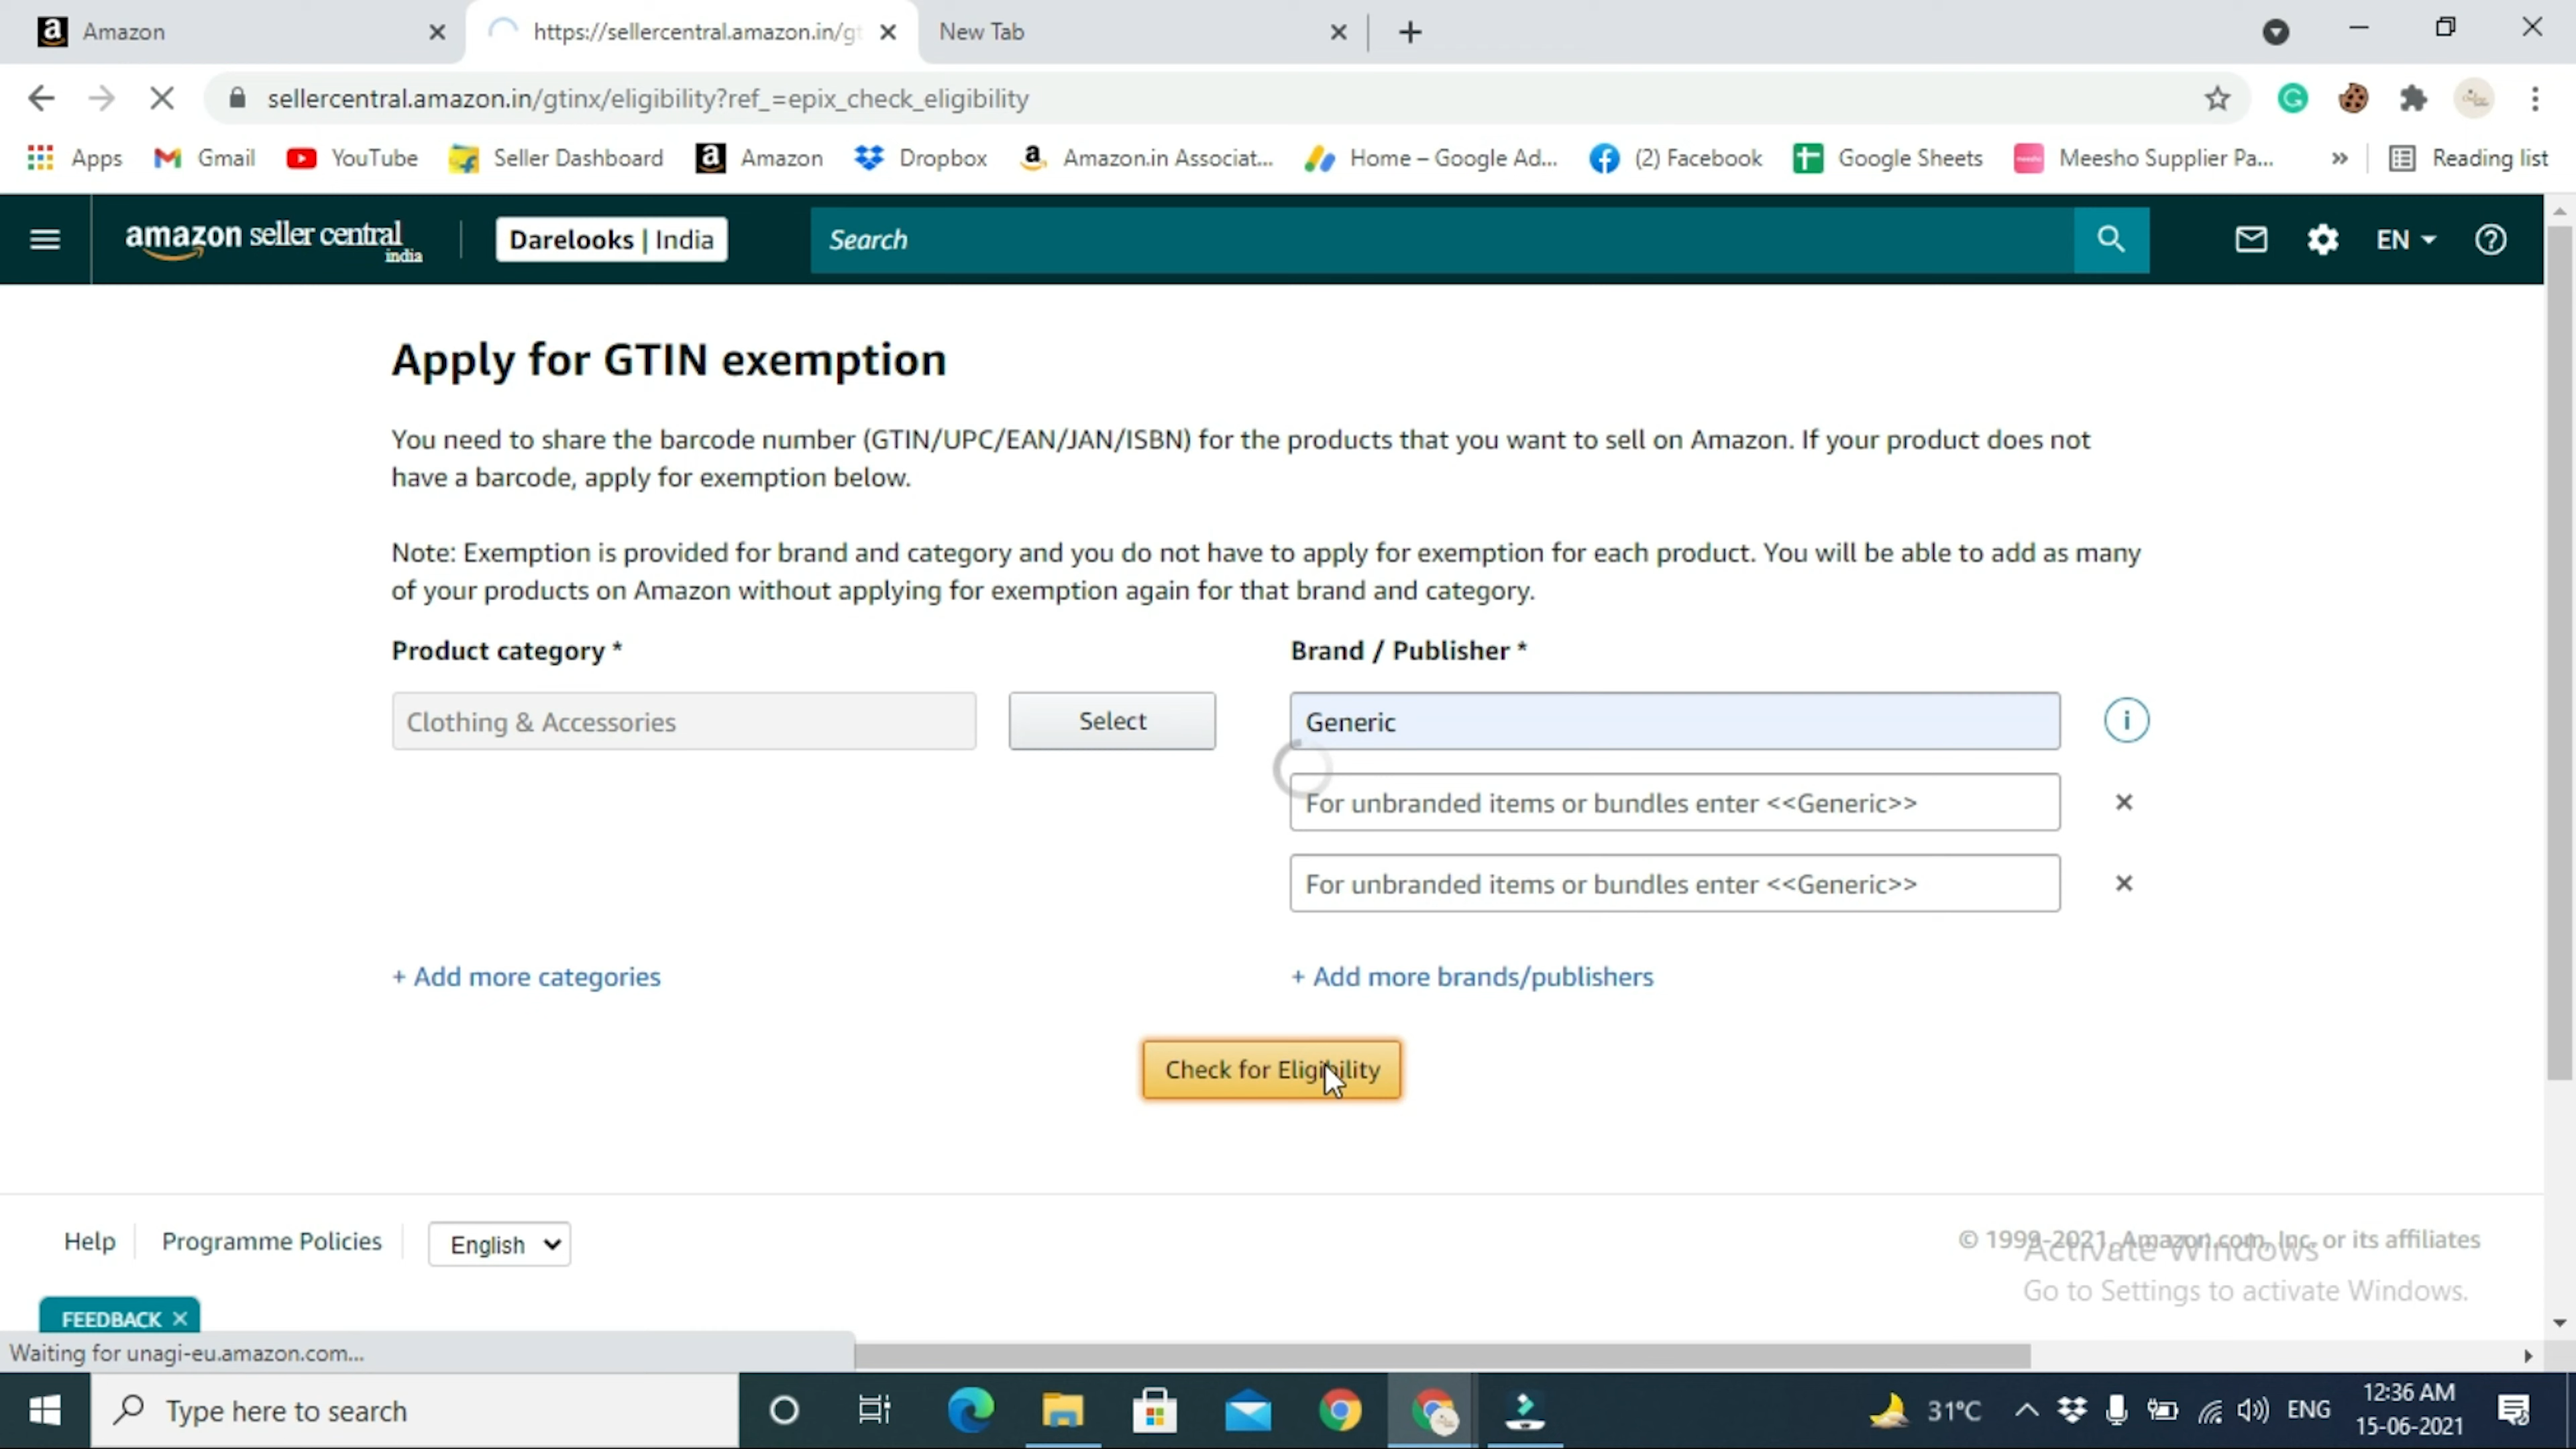 Amazon
https://sellercentral.amazon.in/gt
New Tab
sellercentral.amazon.in/gtinx/eligibility?ref_=epix_check_eligibility
Apps
Gmail
YouTube
Seller Dashboard
Amazon
Dropbox
Amazon.in Associat...
Home – Google Ad...
(2) Facebook
Google Sheets
Meesho Supplier Pa...
»
Reading list
amazon seller central
india
Darelooks | India
Search
EN
Apply for GTIN exemption
You need to share the barcode number (GTIN/UPC/EAN/JAN/ISBN) for the products that you want to sell on Amazon. If your product does not
have a barcode, apply for exemption below.
Note: Exemption is provided for brand and category and you do not have to apply for exemption for each product. You will be able to add as many
of your products on Amazon without applying for exemption again for that brand and category.
Product category *
Brand / Publisher *
Clothing & Accessories
Select
Generic
For unbranded items or bundles enter <<Generic>>
For unbranded items or bundles enter <<Generic>>
+ Add more categories
+ Add more brands/publishers
Check for Eligibility
Help
Programme Policies
English
© 1999-2021, Amazon.com, Inc. or its affiliates
Activate Windows
Go to Settings to activate Windows.
FEEDBACK
Waiting for unagi-eu.amazon.com...
Type here to search
31°C
ENG
12:36 AM
15-06-2021